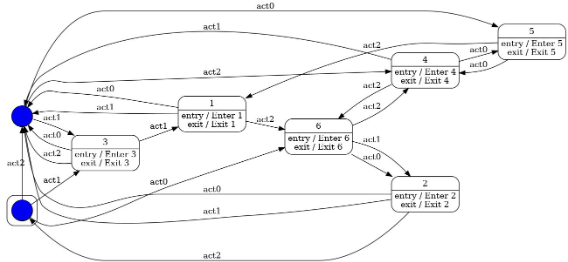 act0
5
entry / Enter 5
exit / Exit 5
act1
act2
4
entry / Enter 4
exit / Exit 4
act0
act0
act2
act0
act1
1
entry / Enter 1
exit / Exit 1
act2
act2
act2
6
entry / Enter 6
exit / Exit 6
act1
act0
act2
3
entry / Enter 3
exit / Exit 3
act1
act1
act0
act2
act1
act0
act0
act1
2
entry / Enter 2
exit / Exit 2
act2